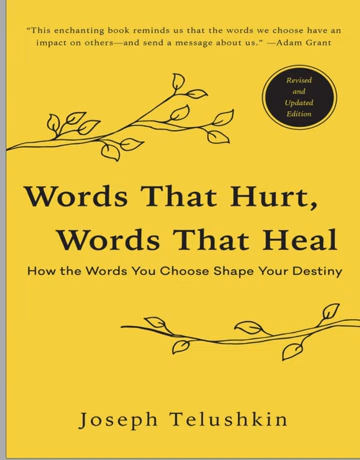 “This enchanting book reminds us that the words we choose have an
impact on others—and send a message about us.” —Adam Grant
Revised
and
Updated
Edition
Words That Hurt,
Words That Heal
How the Words You Choose Shape Your Destiny
Joseph Telushkin